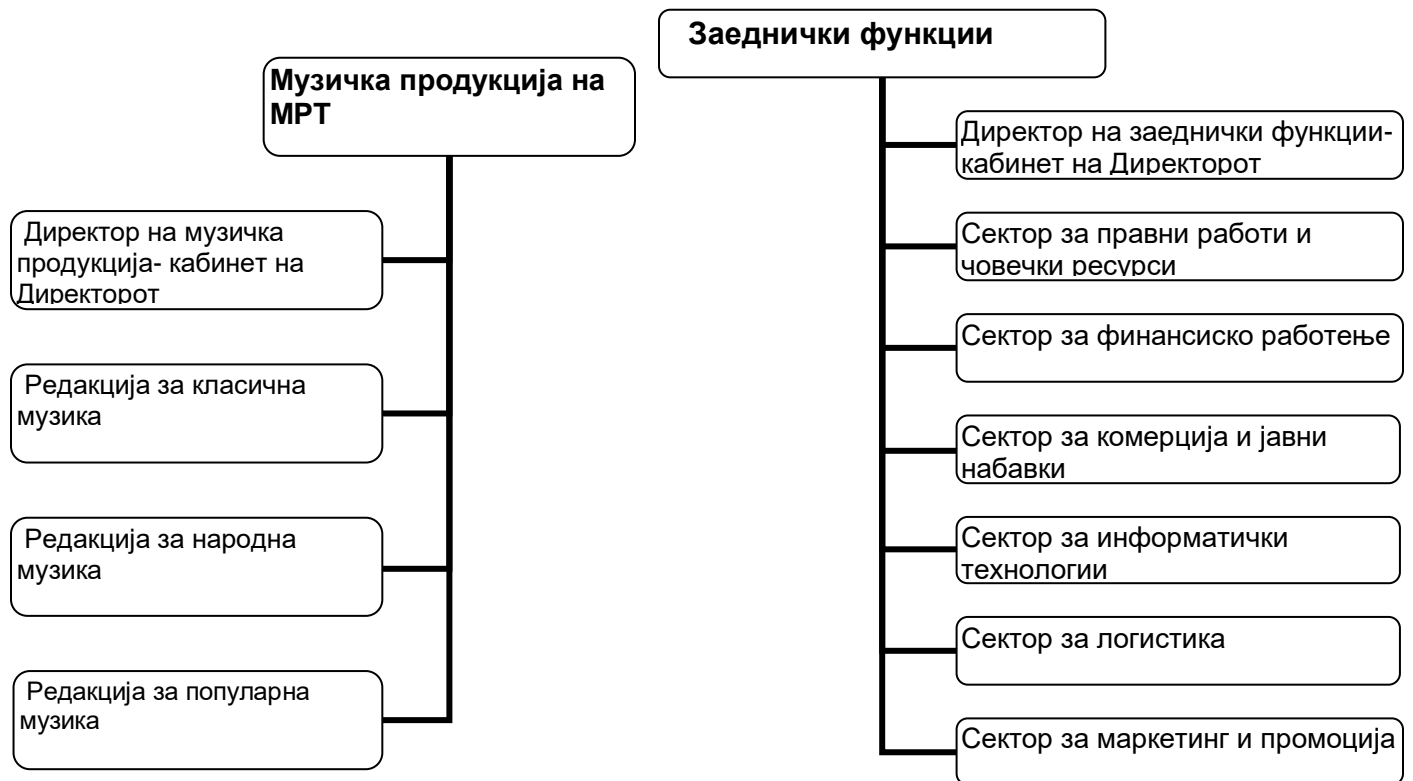 Музичка продукција на
МРТ
Директор на музичка
продукција- кабинет на
Директорот
Редакција за класична
музика
Редакција за народна
музика
Редакција за популарна
музика
Заеднички функции
Директор на заеднички функции-
кабинет на Директорот
Сектор за правни работи и
човечки ресурси
Сектор за финансиско работење
Сектор за комерција и јавни
набавки
Сектор за информатички
технологии
Сектор за логистика
Сектор за маркетинг и промоција